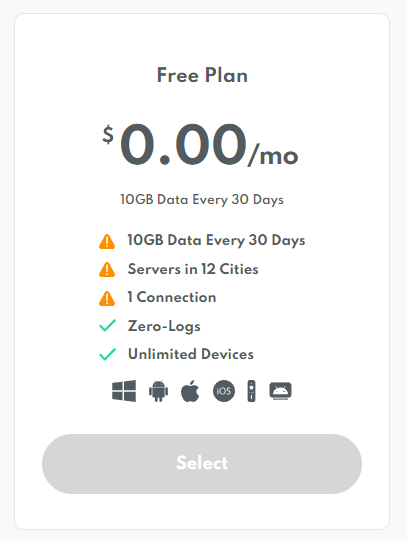 Free Plan
$0.00/mo
10GB Data Every 30 Days
10GB Data Every 30 Days
Servers in 12 Cities
1 Connection
Zero-Logs
Unlimited Devices
iOS
Select